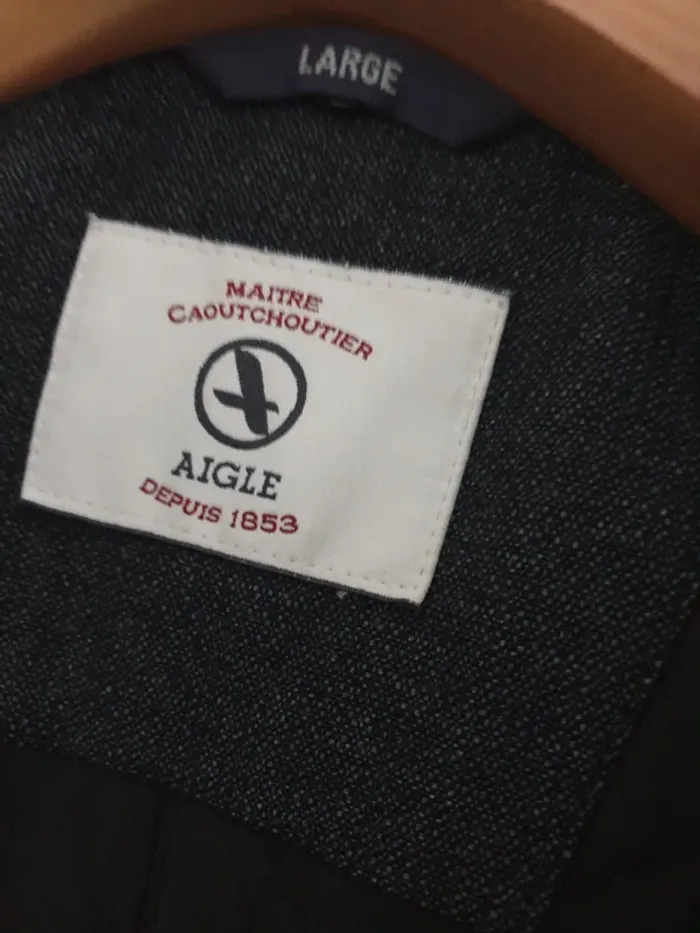 LARGE
MAITRE
CAOUTCHOUTIER
AIGLE
DEPUIS 1853